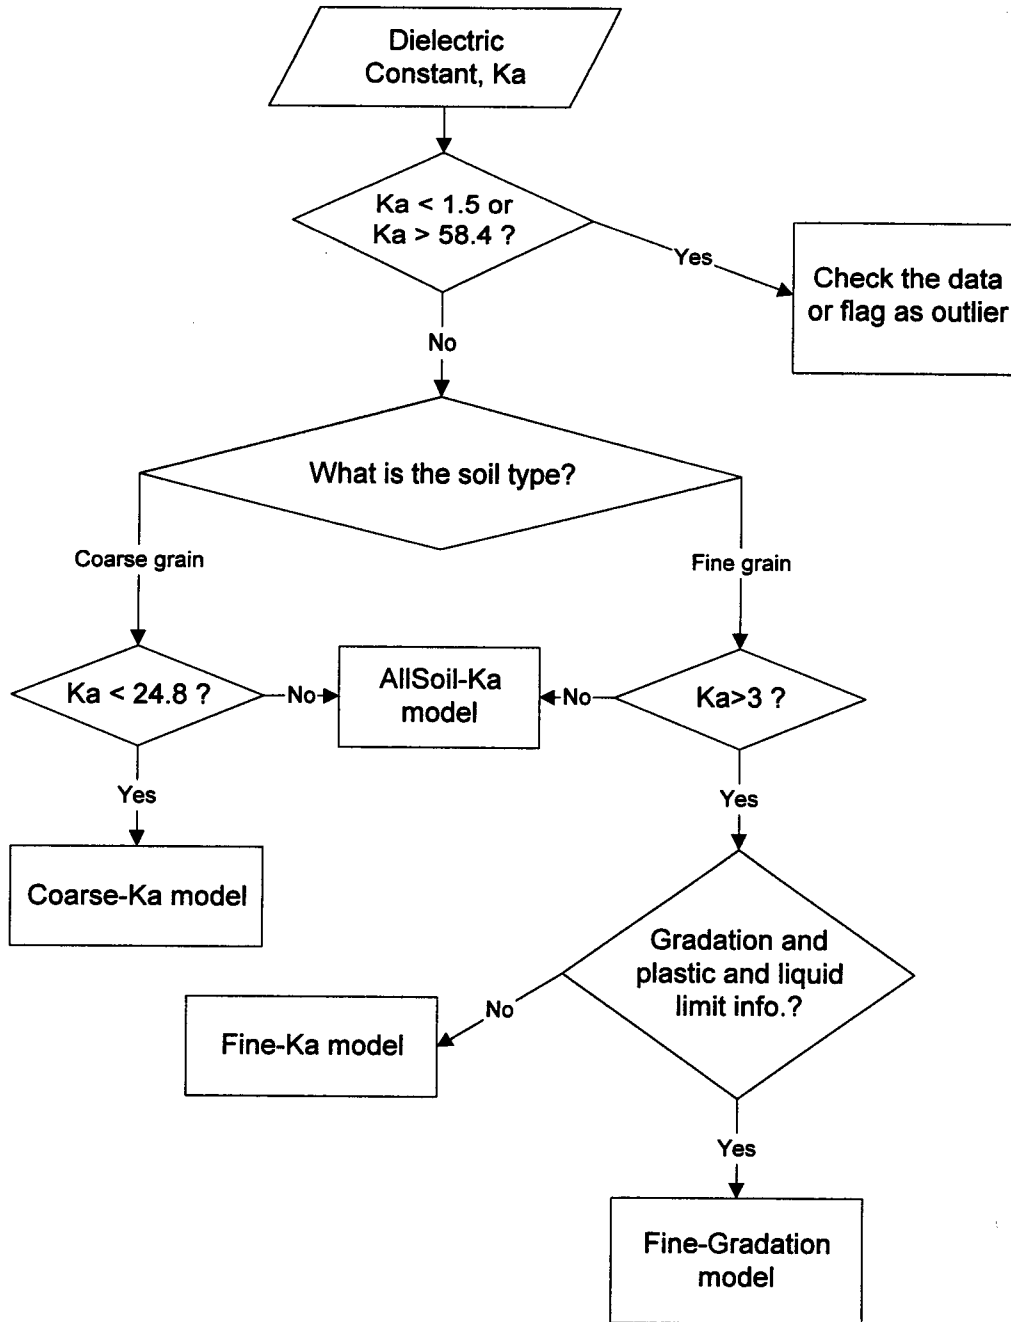 Dielectric
Constant, Ka
Ka < 1.5 or
Ka > 58.4 ?
Yes
Check the data
or flag as outlier
No
What is the soil type?
Coarse grain
Fine grain
Ka < 24.8 ?
No
AllSoil-Ka
model
No
Ka>3 ?
Yes
Yes
Coarse-Ka model
Gradation and
plastic and liquid
limit info.?
No
Fine-Ka model
Yes
Fine-Gradation
model